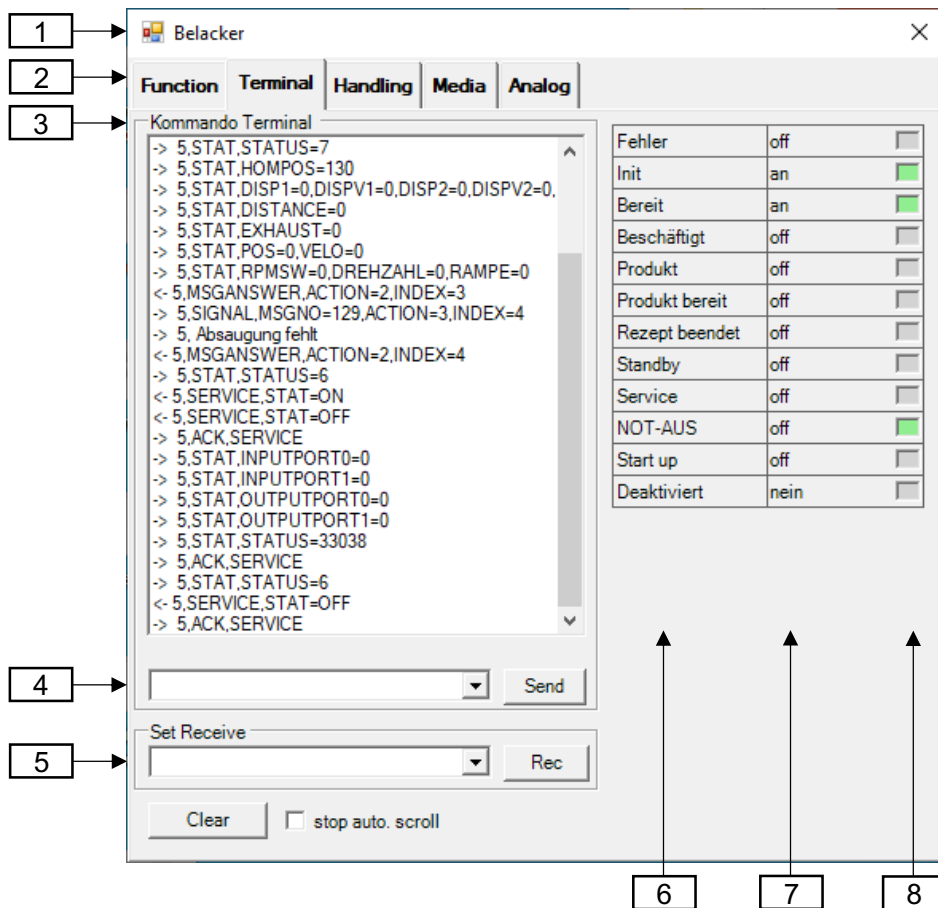 1
Belacker
2
Function Terminal Handling Media Analog
3
Kommando Terminal
-> 5,STAT,STATUS=7
-> 5,STAT,HOMPOS=130
-> 5,STAT,DISP1=0,DISPV1=0,DISP2=0,DISPV2=0,
-> 5,STAT,DISTANCE=0
-> 5,STAT,EXHAUST=0
-> 5,STAT,POS=0,VELO=0
-> 5,STAT,RPMSW=0,DREHZAHL=0,RAMPE=0
<- 5,MSGANSWER,ACTION=2,INDEX=3
-> 5,SIGNAL,MSGNO=129,ACTION=3,INDEX=4
-> 5, Absaugung fehlt
<- 5,MSGANSWER,ACTION=2,INDEX=4
-> 5,STAT,STATUS=6
<- 5,SERVICE,STAT=ON
<- 5,SERVICE,STAT=OFF
-> 5,ACK,SERVICE
-> 5,STAT,INPUTPORT0=0
-> 5,STAT,INPUTPORT1=0
-> 5,STAT,OUTPUTPORT0=0
-> 5,STAT,OUTPUTPORT1=0
-> 5,STAT,STATUS=33038
-> 5,ACK,SERVICE
-> 5,STAT,STATUS=6
<- 5,SERVICE,STAT=OFF
-> 5,ACK,SERVICE
4
Send
Set Receive
5
Rec
Clear
stop auto. scroll
Fehler off
Init an
Bereit an
Beschäftigt off
Produkt off
Produkt bereit off
Rezept beendet off
Standby off
Service off
NOT-AUS off
Start up off
Deaktiviert nein
6 7 8